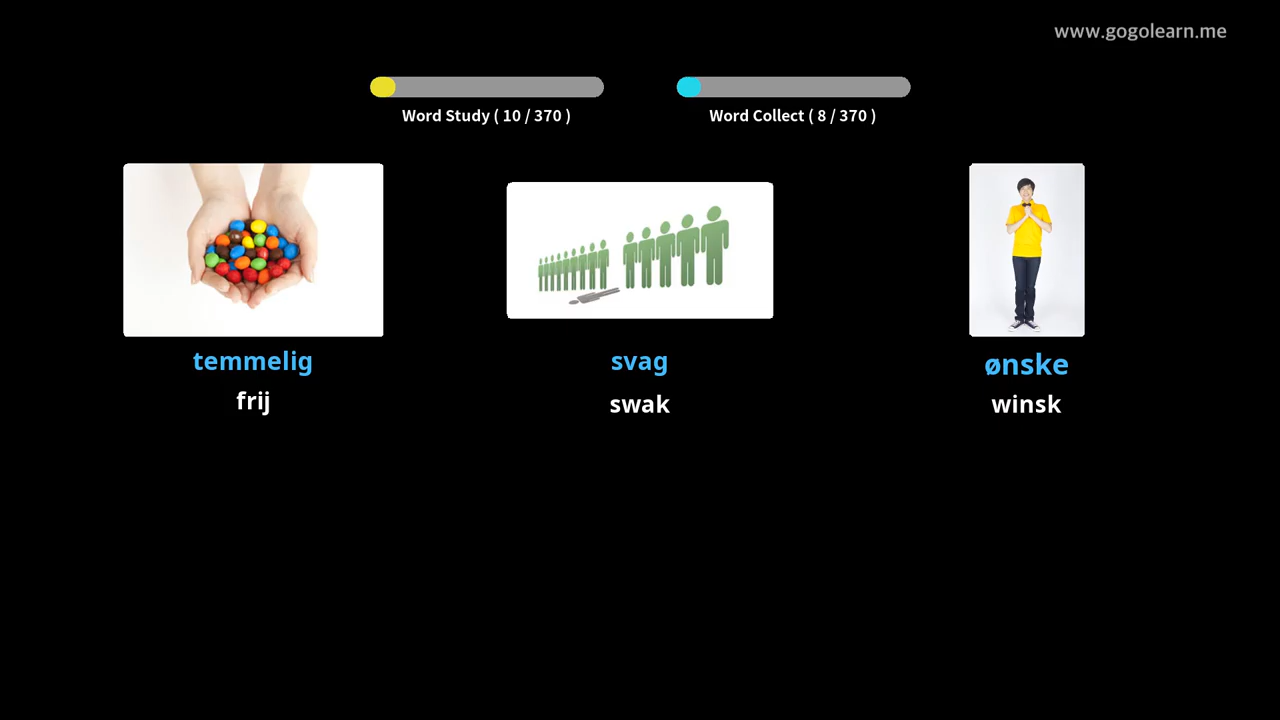 www.gogolearn.me
Word Study ( 10 / 370 )
Word Collect ( 8 / 370 )
temmelig
frij
svag
swak
ønske
winsk